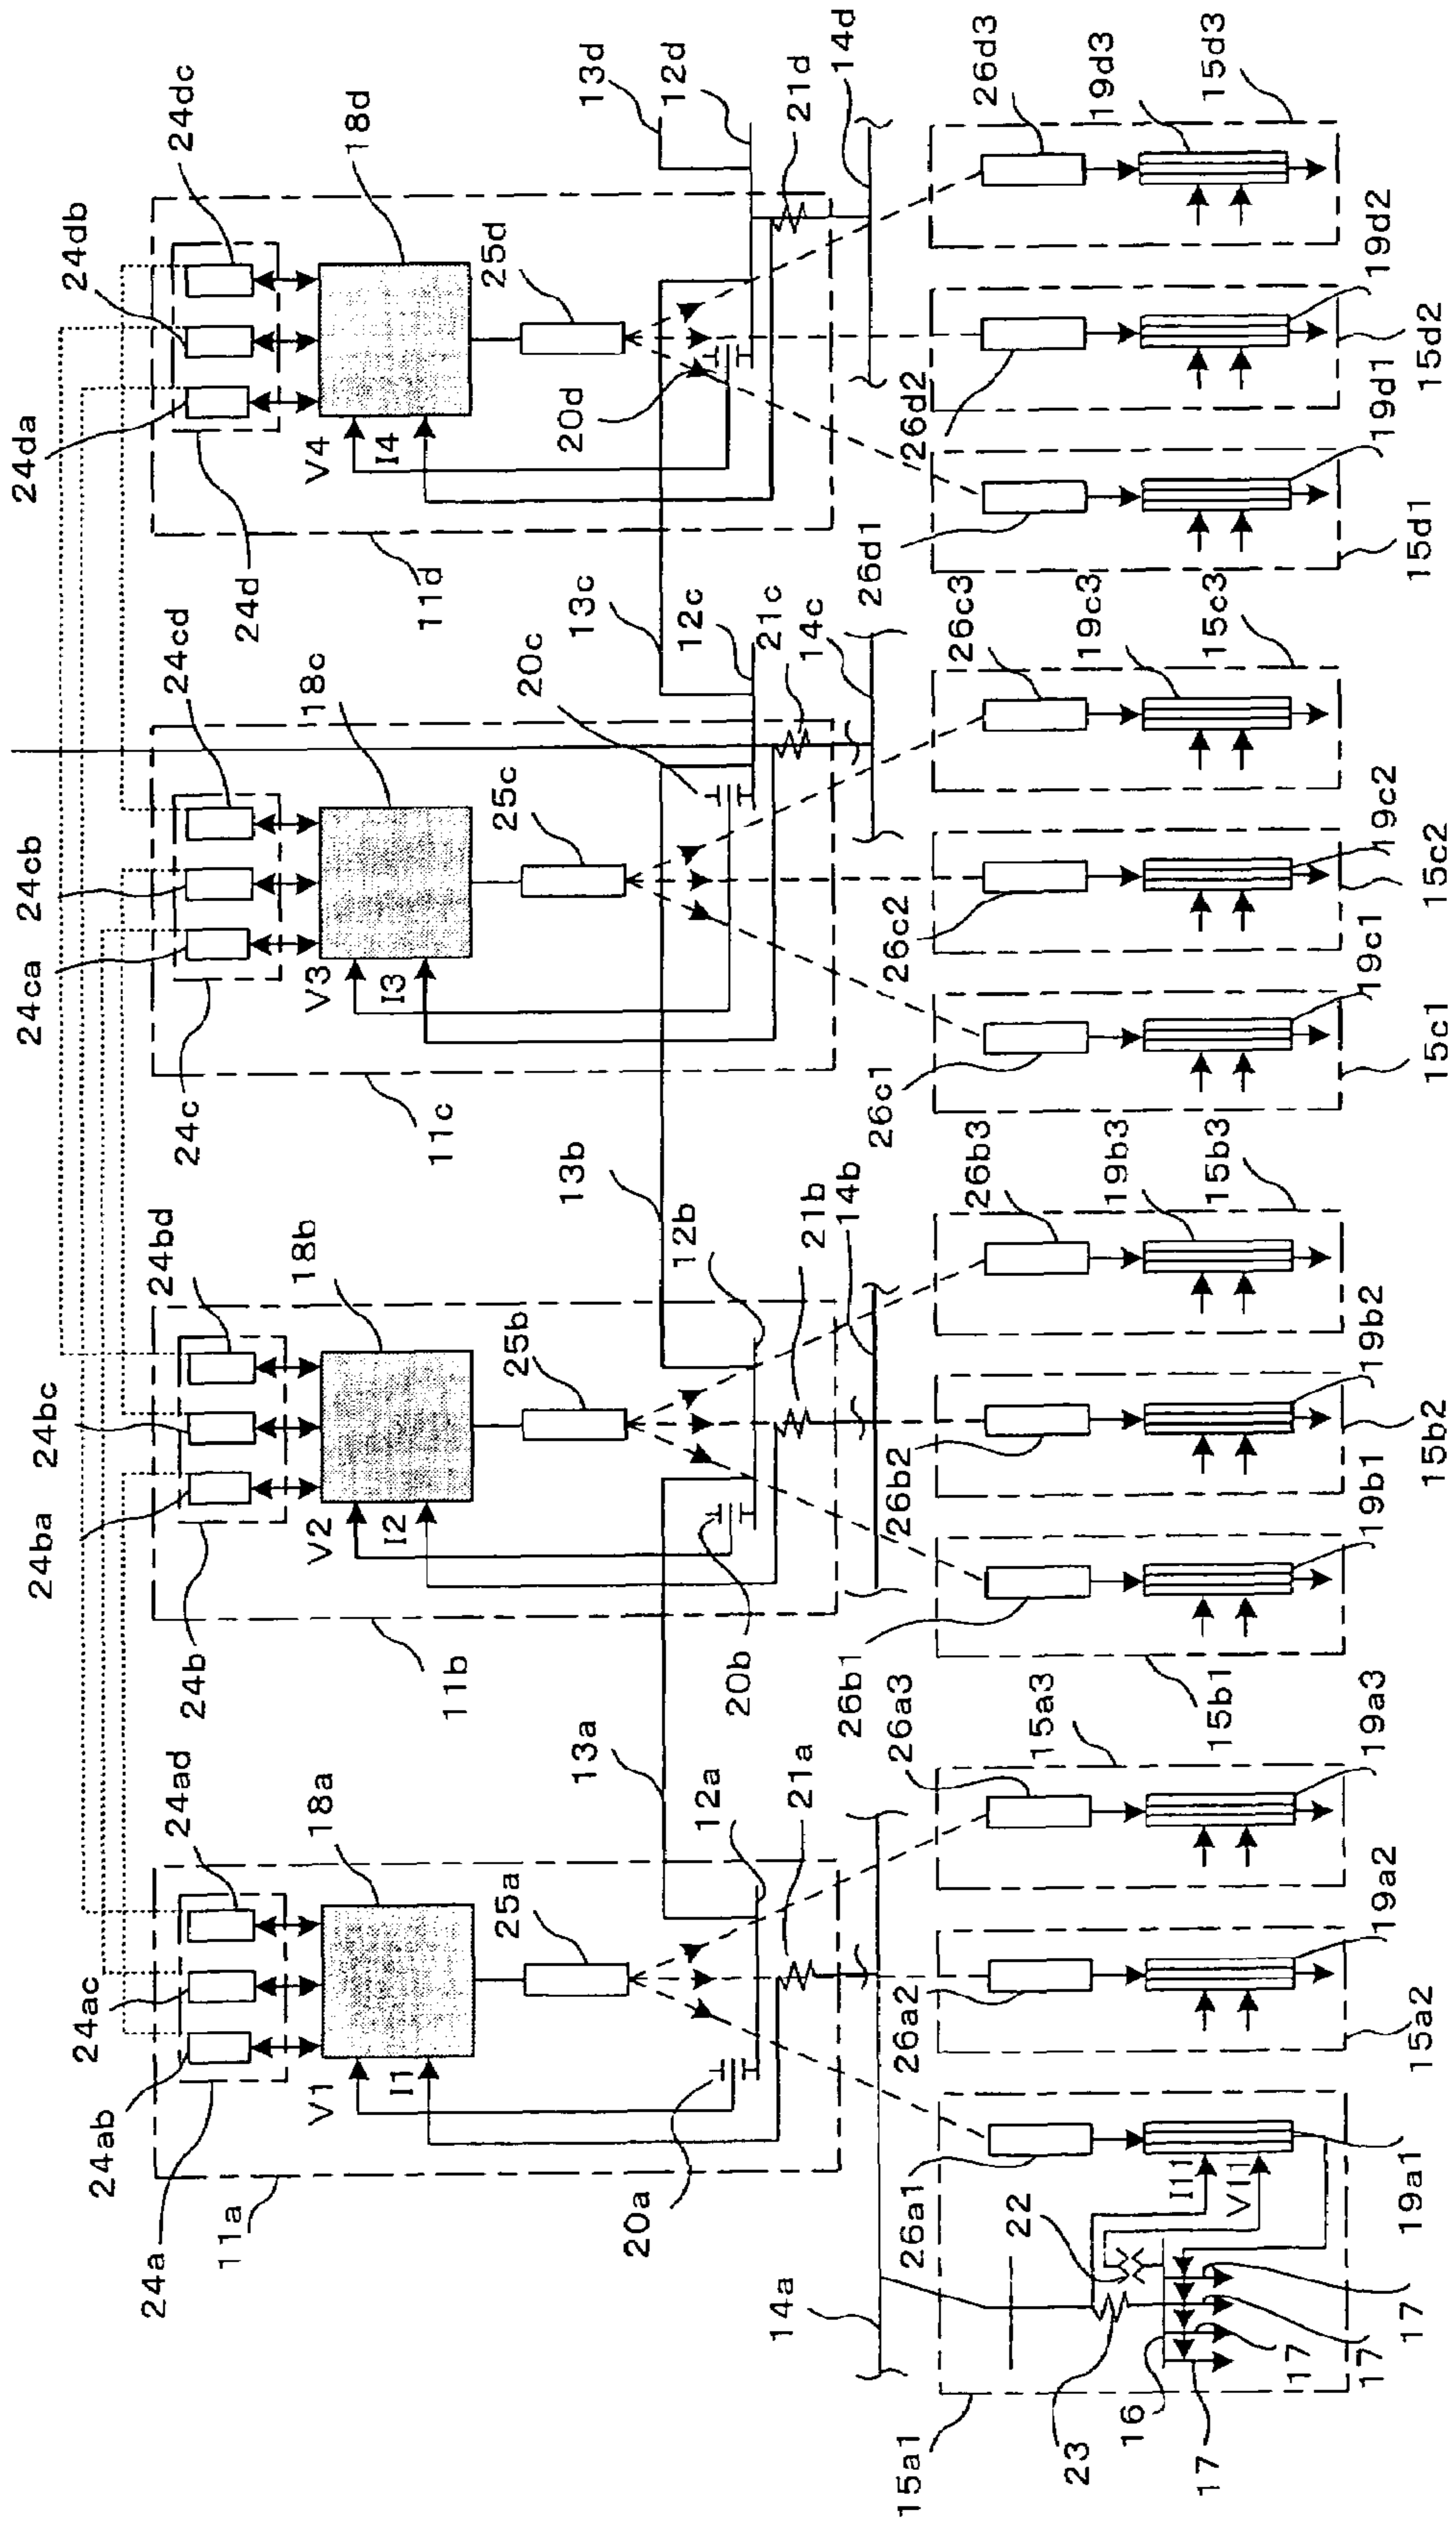 24da
24db
24dc
18d
V4
I4
25d
24d
11d
20d
13d
12d
21d
14d
26d3
19d3
15d3
26d2
19d2
15d2
26d1
19d1
15d1
24ca
24cb
24cd
18c
V3
I3
25c
24c
11c
20c
13c
12c
21c
14c
26c3
19c3
15c3
26c2
19c2
15c2
26c1
19c1
15c1
24ba
24bc
24bd
18b
V2
I2
25b
24b
11b
20b
13b
12b
21b
14b
26b3
19b3
15b3
26b2
19b2
15b2
26b1
19b1
15b1
24ab
24ac
24ad
18a
V1
I1
25a
24a
11a
20a
13a
12a
21a
14a
26a3
15a3
19a3
26a2
19a2
15a2
26a1
22
I11
V11
19a1
15a1
23
16
17
17
17
17